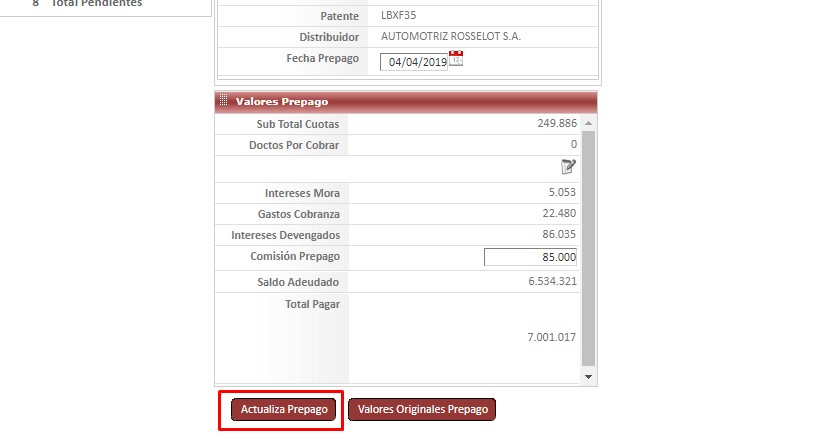 8 Total Pendientes
Patente LBXF35
Distribuidor AUTOMOTRIZ ROSSELOT S.A.
Fecha Prepago 04/04/2019
Valores Prepago
Sub Total Cuotas 249.886
Doctos Por Cobrar 0
Intereses Mora 5.053
Gastos Cobranza 22.480
Intereses Devengados 86.035
Comisión Prepago 85.000
Saldo Adeudado 6.534.321
Total Pagar
7.001.017
Actualiza Prepago Valores Originales Prepago